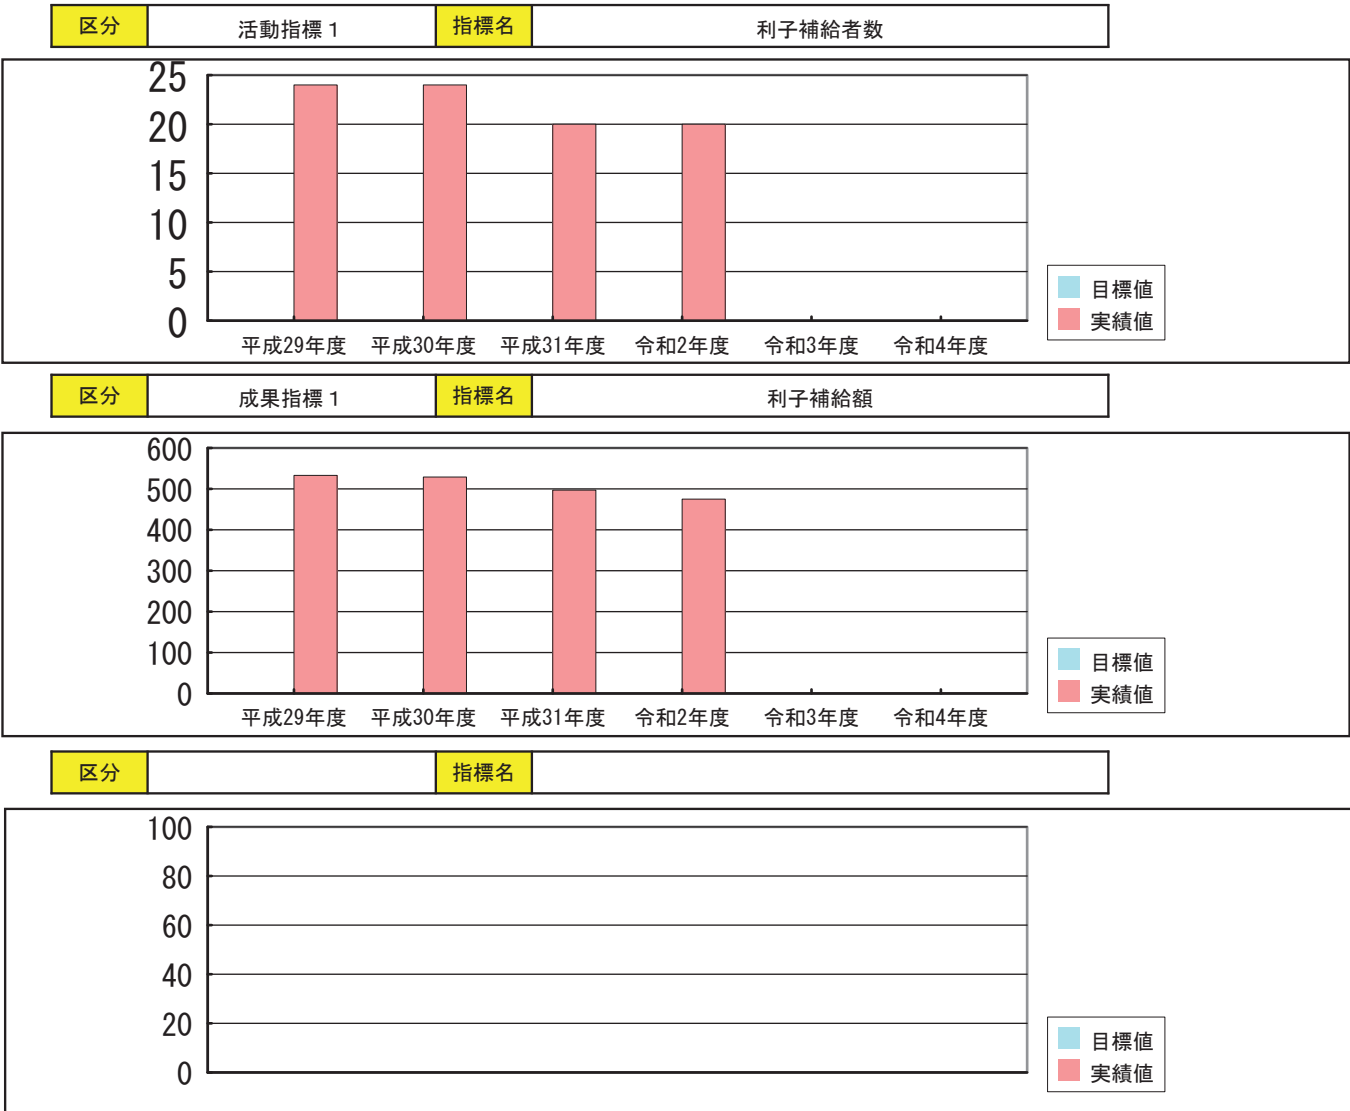 区分 活動指標１ 指標名 利子補給者数
25
20
15
10
5
0
平成29年度 平成30年度 平成31年度 令和2年度 令和3年度 令和4年度
目標値
実績値
区分 成果指標１ 指標名 利子補給額
600
500
400
300
200
100
0
平成29年度 平成30年度 平成31年度 令和2年度 令和3年度 令和4年度
目標値
実績値
区分 指標名
100
80
60
40
20
0
目標値
実績値